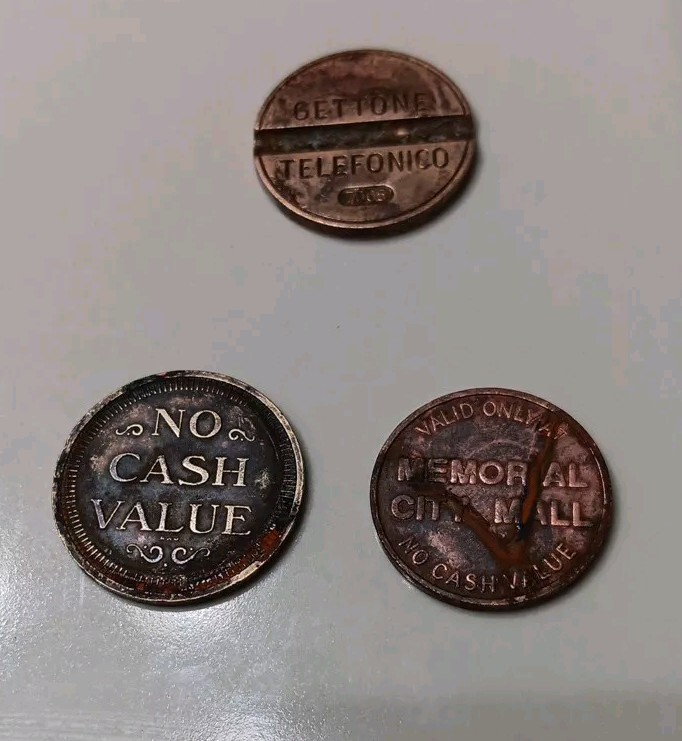 GETTONE
TELEFONICO
NO
CASH
VALUE
VALID ONLY AT
MEMORIAL
CITY MALL
NO CASH VALUE